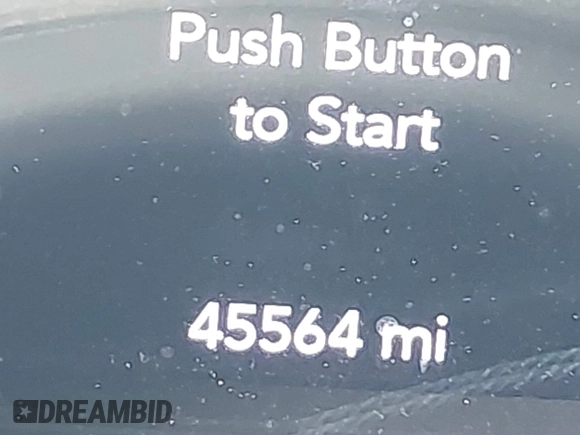 Push Button
to Start
45564 mi
DREAMBID